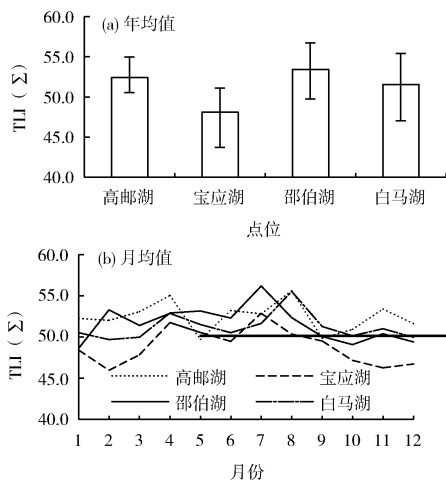 60.0
(a) 年均值
55.0
50.0
45.0
40.0
TLI（Σ）
高邮湖 宝应湖 邵伯湖 白马湖
点位
60.0
(b) 月均值
55.0
50.0
45.0
40.0
TLI（Σ）
高邮湖 宝应湖
邵伯湖 白马湖
1 2 3 4 5 6 7 8 9 10 11 12
月份